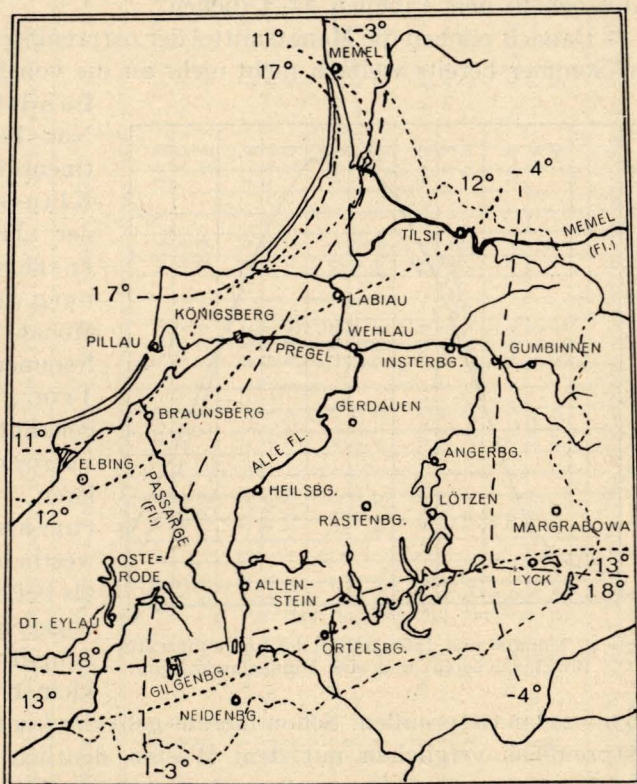 11°
-3°
MEMEL
17°
12°
-4°
TILSIT
MEMEL
(Fl.)
17°
KÖNIGSBERG
LABIAU
PILLAU
WEHLAU
PREGEL
INSTERBG.
GUMBINNEN
BRAUNSBERG
GERDAUEN
11°
ELBING
ALLE FL.
ANGERBG.
HEILSBG.
LÖTZEN
12°
PASSARGE
(Fl.)
RASTENBG.
MARGRABOWA
OSTE-
RODE
ALLEN-
STEIN
LYCK
13°
18°
DT. EYLAU
ORTELSBG.
18°
GILGENBG.
13°
NEIDENBG.
-4°
-3°